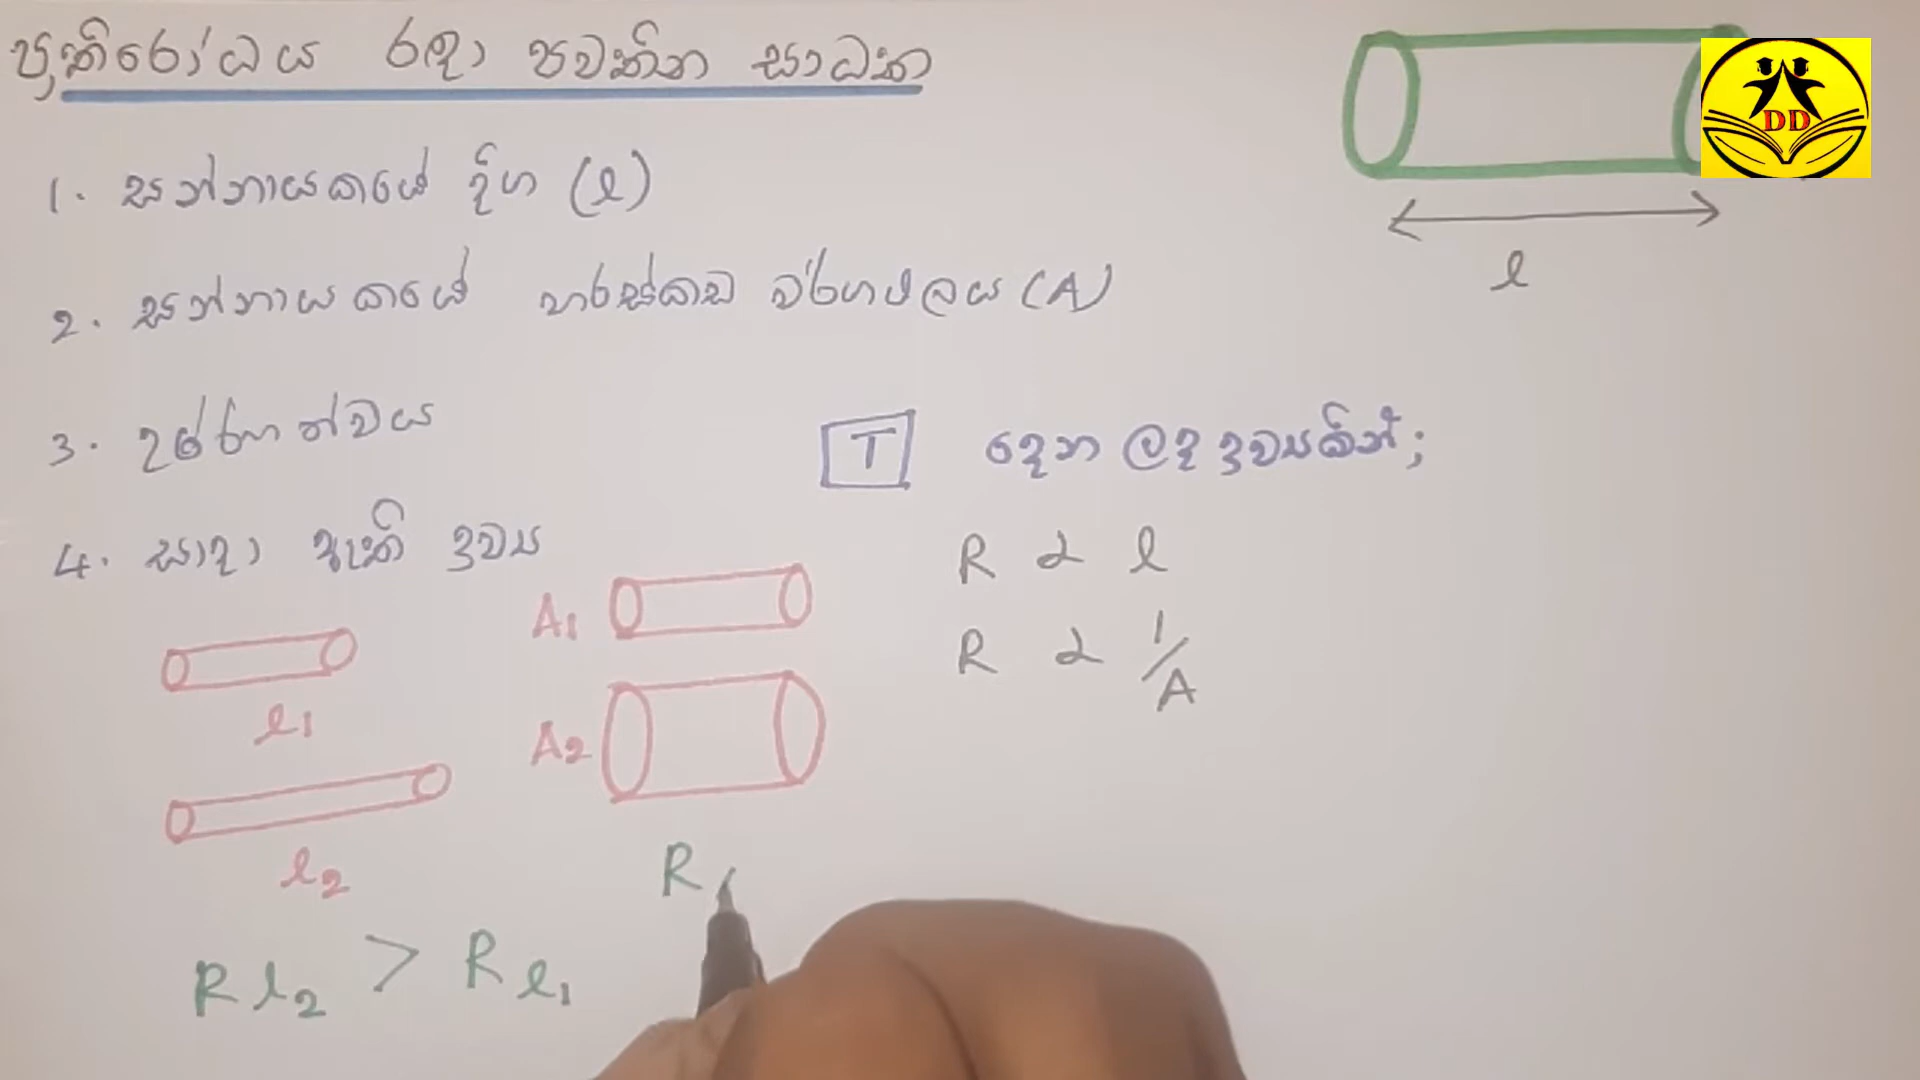 ප්‍රතිරෝධය රඳා පවතින සාධක
1. සන්නායකයේ දිග (l)
2. සන්නායකයේ හරස්කඩ වර්ගඵලය (A)
3. උෂ්ණත්වය
4. සාදා ඇති ද්‍රව්‍ය
T දෙන ලද ද්‍රව්‍යකින්;
R α l
R α 1/A
l
A1
A2
l1
l2
Rl2 > Rl1
R
DD